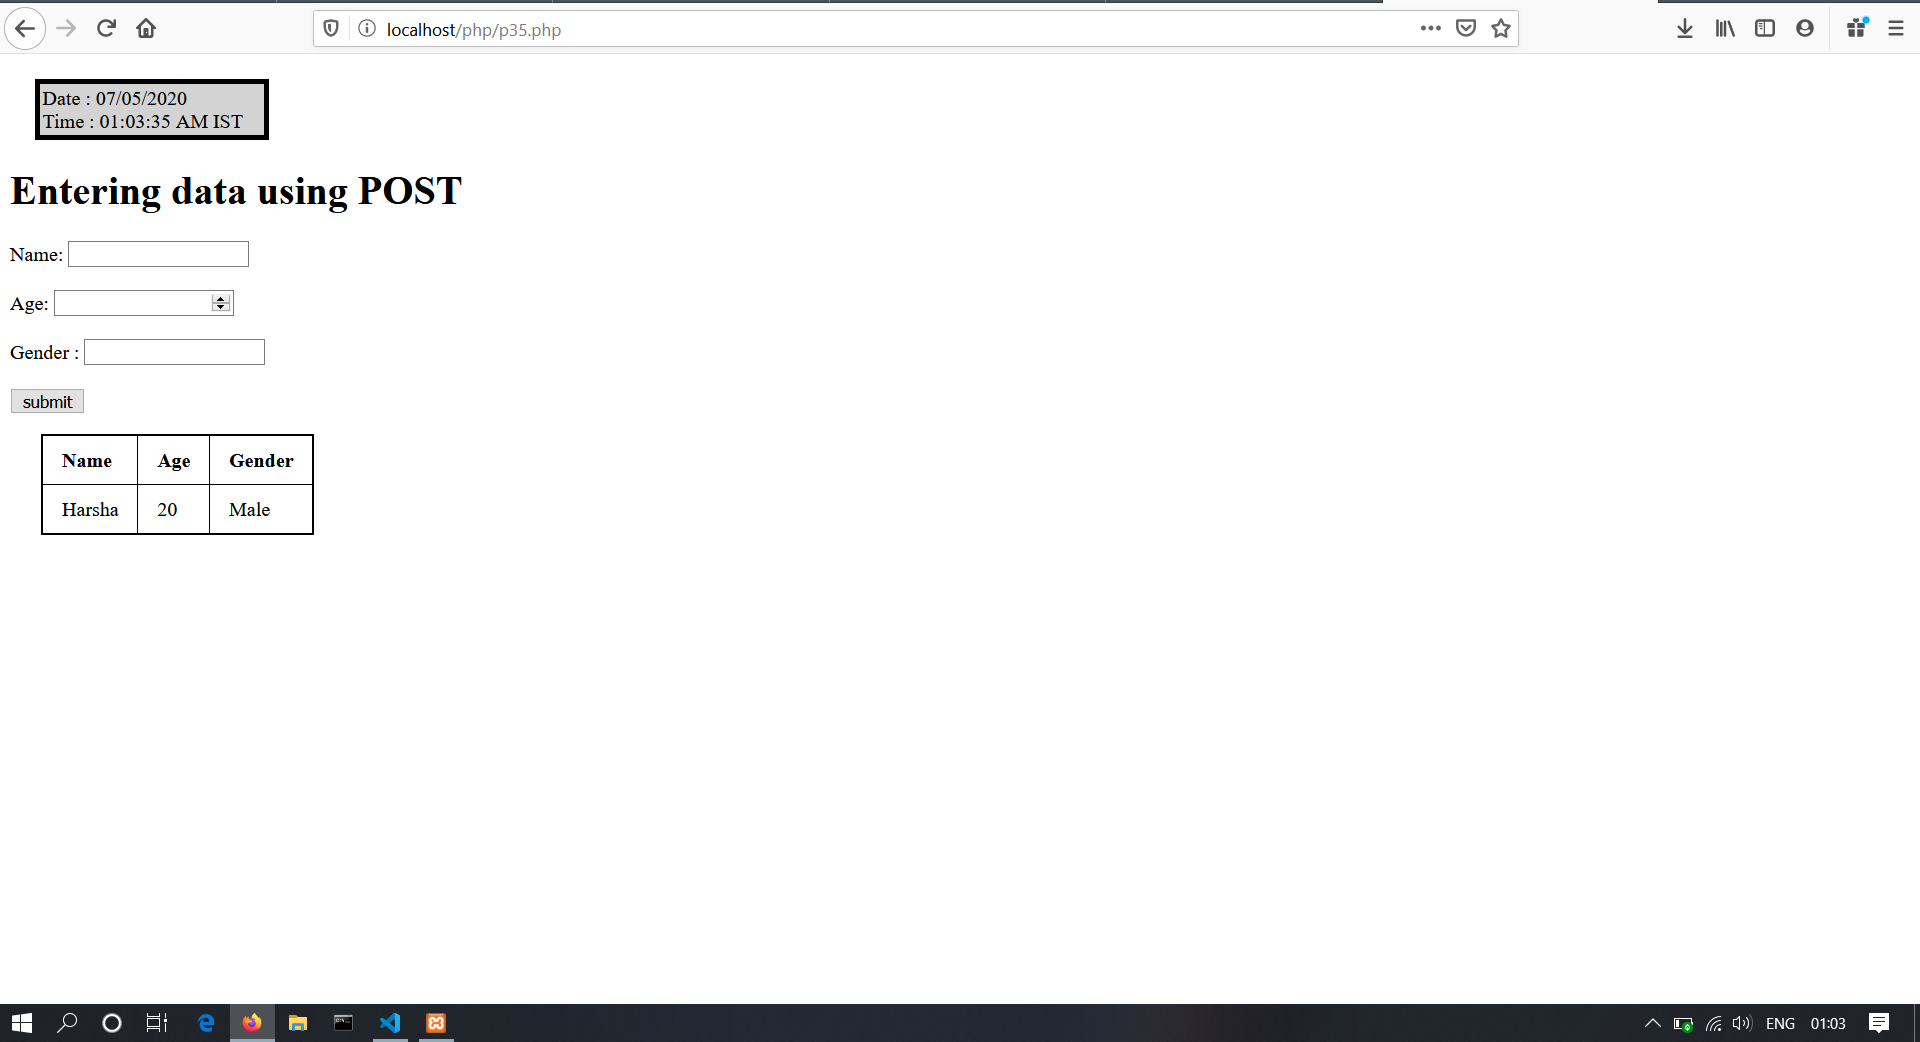 localhost/php/p35.php
Date : 07/05/2020
Time : 01:03:35 AM IST
Entering data using POST
Name:
Age:
Gender :
submit
Name Age Gender
Harsha 20 Male
ENG 01:03